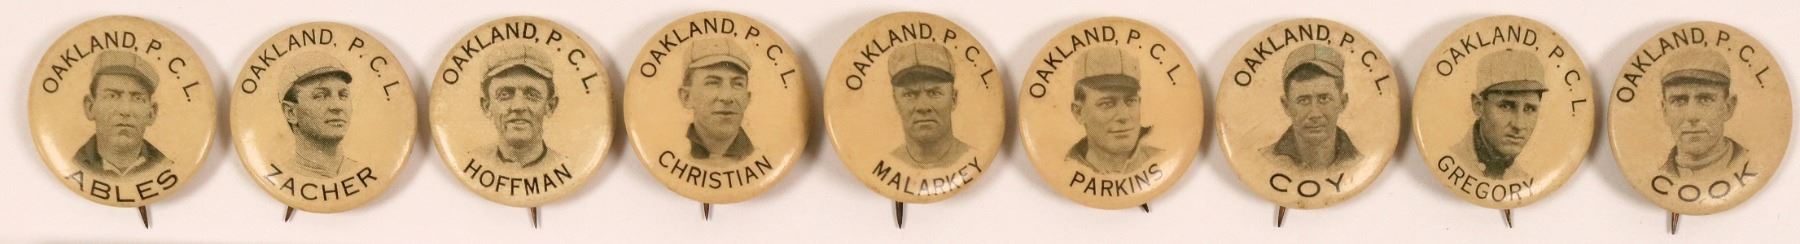 OAKLAND, P. C. L.
ABLES
OAKLAND, P. C. L.
ZACHER
OAKLAND, P. C. L.
HOFFMAN
OAKLAND, P. C. L.
CHRISTIAN
OAKLAND, P. C. L.
MALARKEY
OAKLAND, P. C. L.
PARKINS
OAKLAND, P. C. L.
COY
OAKLAND, P. C. L.
GREGORY
OAKLAND, P. C. L.
COOK